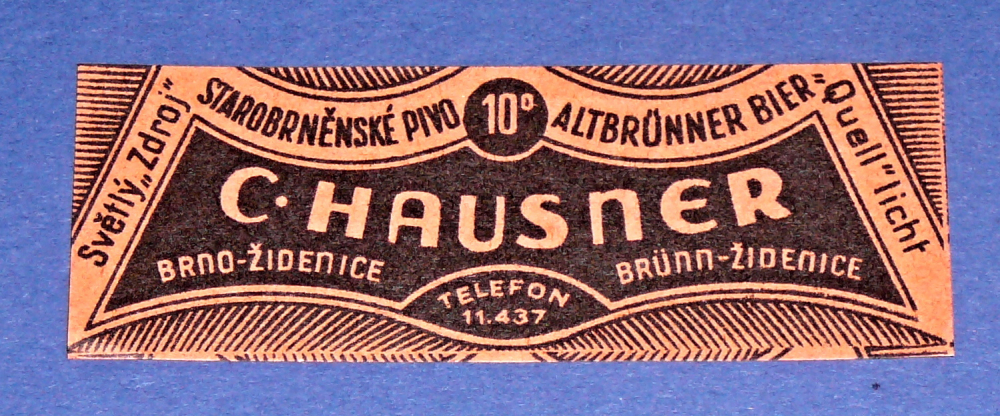 Světlý „Zdroj“
STAROBRNĚNSKÉ PIVO
10°
ALTBRÜNNER BIER=
„Quell“licht
C. HAUSNER
BRNO-ŽIDENICE
BRÜNN-ŽIDENICE
TELEFON
11.437